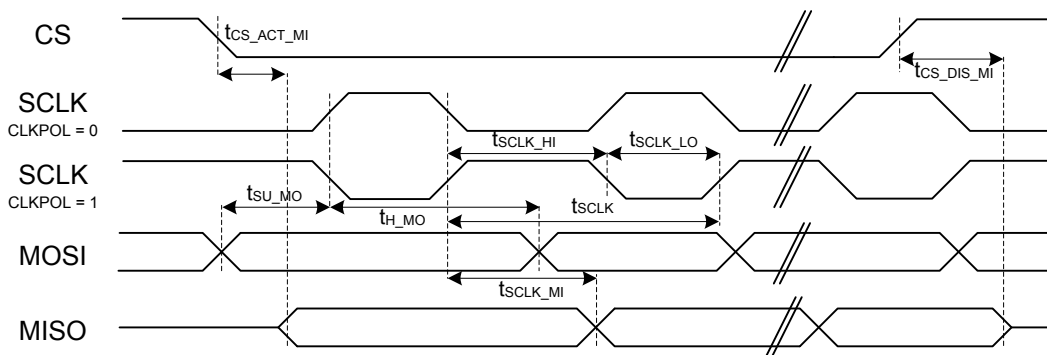 CS
tCS_ACT_MI
tCS_DIS_MI
SCLK
CLKPOL = 0
tSCLK_HI
tSCLK_LO
SCLK
CLKPOL = 1
tSU_MO
tH_MO
tSCLK
MOSI
tSCLK_MI
MISO